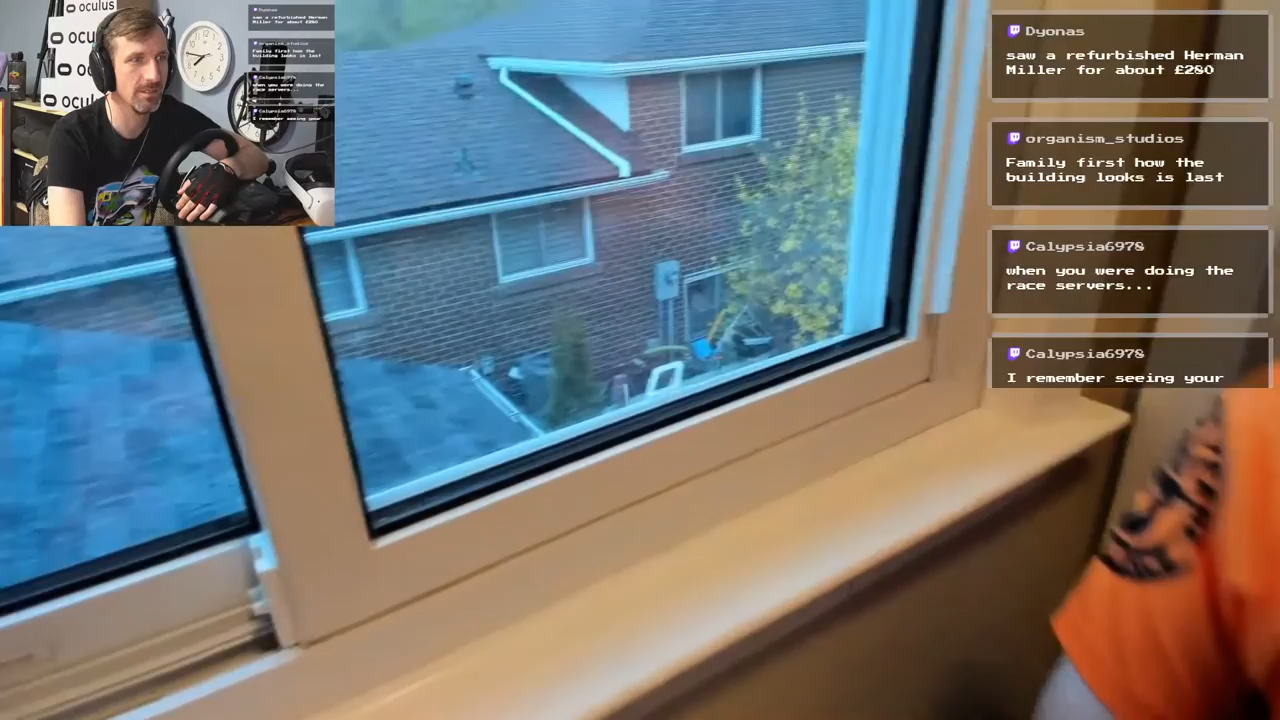 oculus
Dyonas
saw a refurbished Herman
Miller for about £280
organism_studios
Family first how the
building looks is last
Calypsia6978
when you were doing the
race servers...
Calypsia6978
I remember seeing your